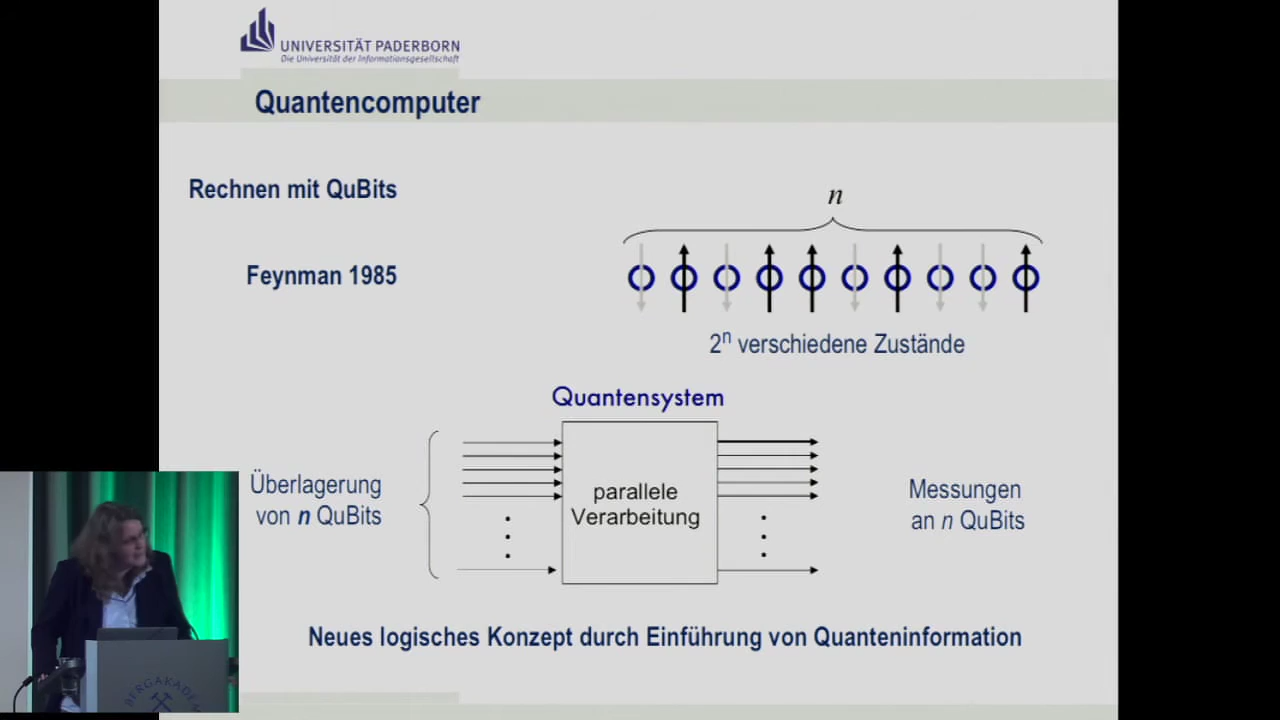 UNIVERSITÄT PADERBORN
Die Universität der Informationsgesellschaft
Quantencomputer
Rechnen mit QuBits
n
Feynman 1985
2ⁿ verschiedene Zustände
Quantensystem
Überlagerung
von n QuBits
parallele
Verarbeitung
Messungen
an n QuBits
Neues logisches Konzept durch Einführung von Quanteninformation
BERGAKADEM